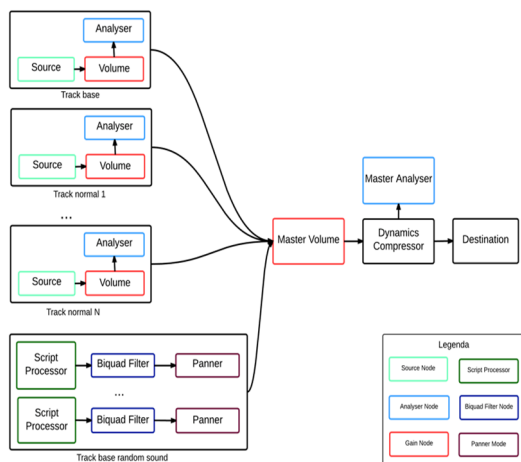 Analyser
Source
Volume
Track base
Analyser
Source
Volume
Track normal 1
...
Analyser
Source
Volume
Track normal N
Script
Processor
Biquad Filter
Panner
...
Script
Processor
Biquad Filter
Panner
Track base random sound
Master Volume
Master Analyser
Dynamics
Compressor
Destination
Legenda
Source Node
Script Processor
Analyser Node
Biquad Filter Node
Gain Node
Panner Mode